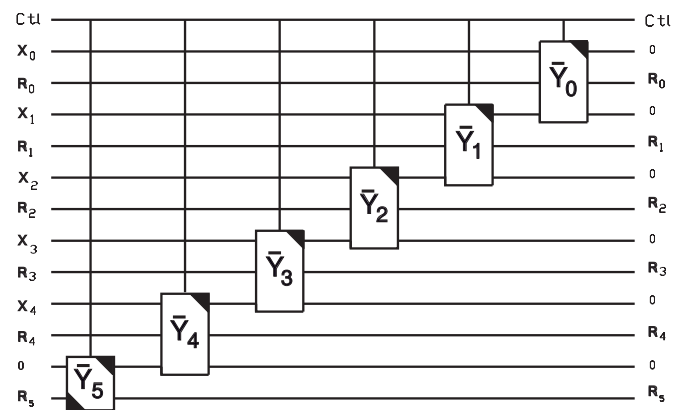 Ctl Ctl
X₀ 0
Ȳ₀
R₀ R₀
X₁ 0
Ȳ₁
R₁ R₁
X₂ 0
Ȳ₂
R₂ R₂
X₃ 0
Ȳ₃
R₃ R₃
X₄ 0
Ȳ₄
R₄ R₄
0 0
Ȳ₅
R₅ R₅